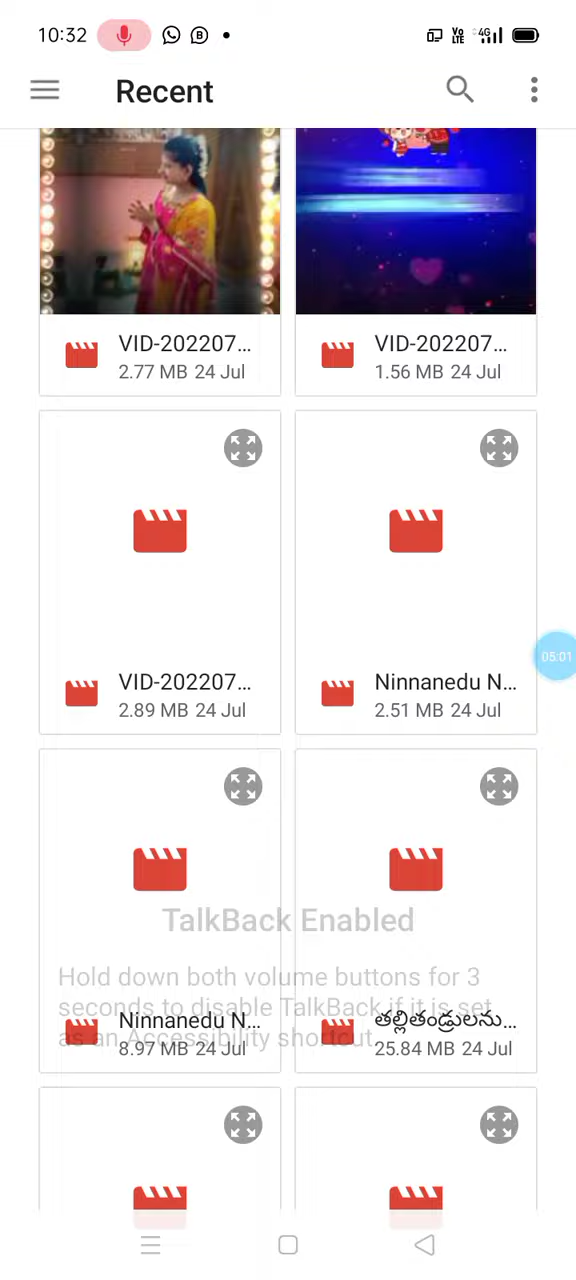 10:32
Vo
LTE
4G
Recent
VID-202207...
2.77 MB 24 Jul
VID-202207...
1.56 MB 24 Jul
VID-202207...
2.89 MB 24 Jul
Ninnanedu N...
2.51 MB 24 Jul
05:01
TalkBack Enabled
Hold down both volume buttons for 3
seconds to disable TalkBack if it is set
as an Accessibility shortcut.
Ninnanedu N...
8.97 MB 24 Jul
తల్లితండ్రులను...
25.84 MB 24 Jul